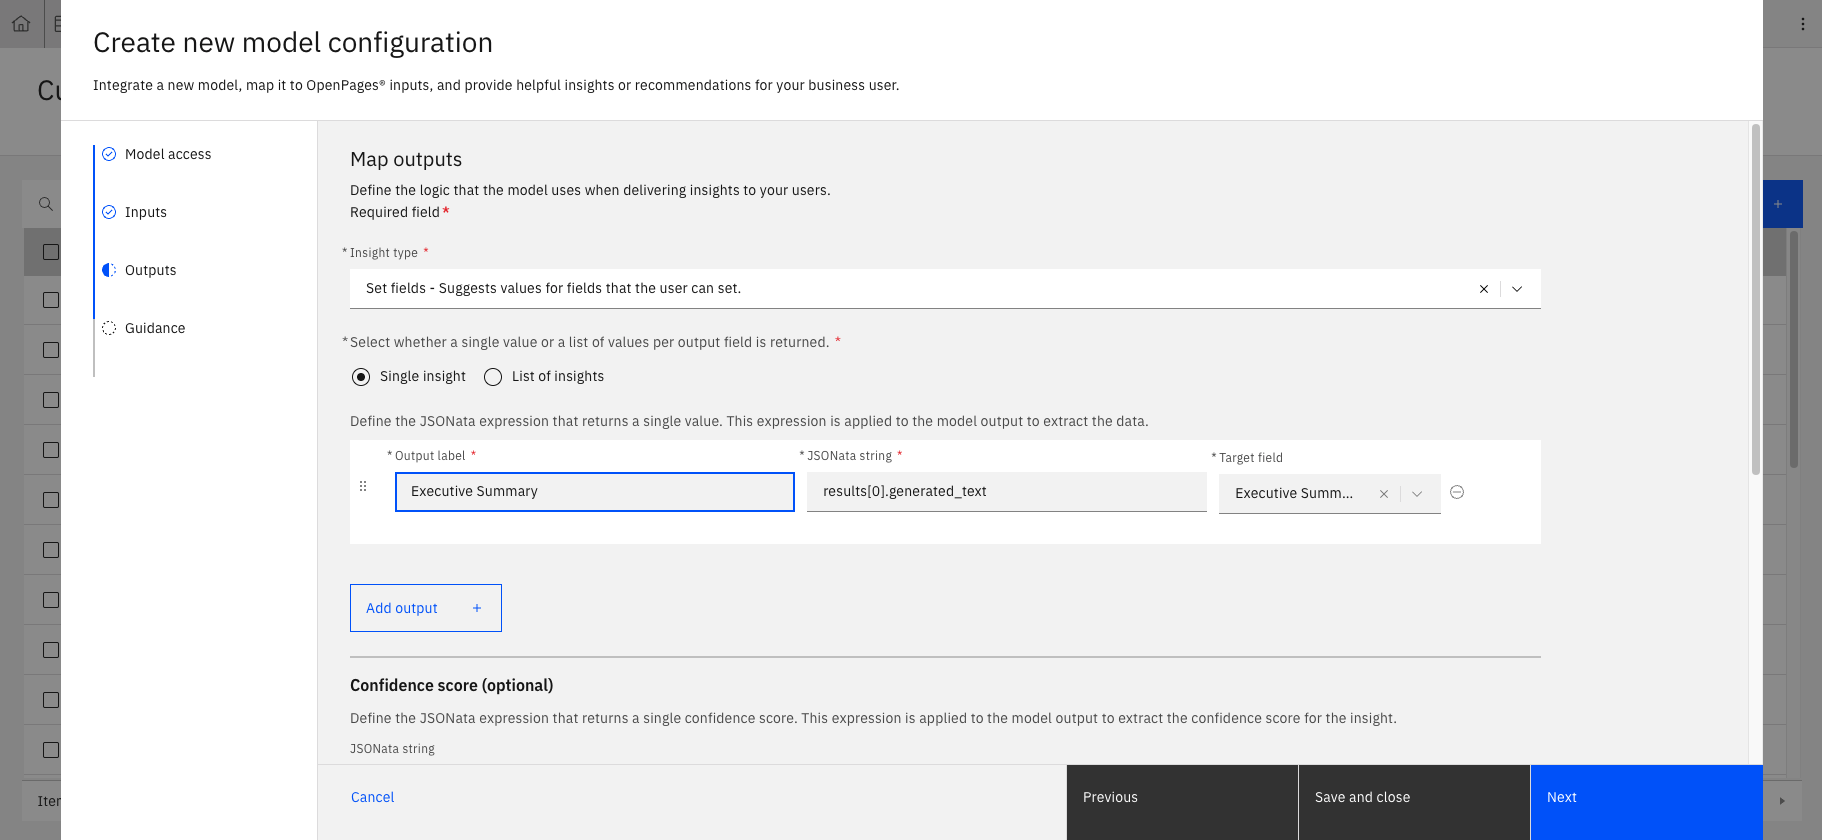 Create new model configuration
Integrate a new model, map it to OpenPages® inputs, and provide helpful insights or recommendations for your business user.
Model access
Inputs
Outputs
Guidance
Map outputs
Define the logic that the model uses when delivering insights to your users.
Required field*
* Insight type *
Set fields - Suggests values for fields that the user can set.
* Select whether a single value or a list of values per output field is returned. *
Single insight List of insights
Define the JSONata expression that returns a single value. This expression is applied to the model output to extract the data.
* Output label * * JSONata string * * Target field
Executive Summary results[0].generated_text Executive Summ...
Add output +
Confidence score (optional)
Define the JSONata expression that returns a single confidence score. This expression is applied to the model output to extract the confidence score for the insight.
JSONata string
Cancel Previous Save and close Next